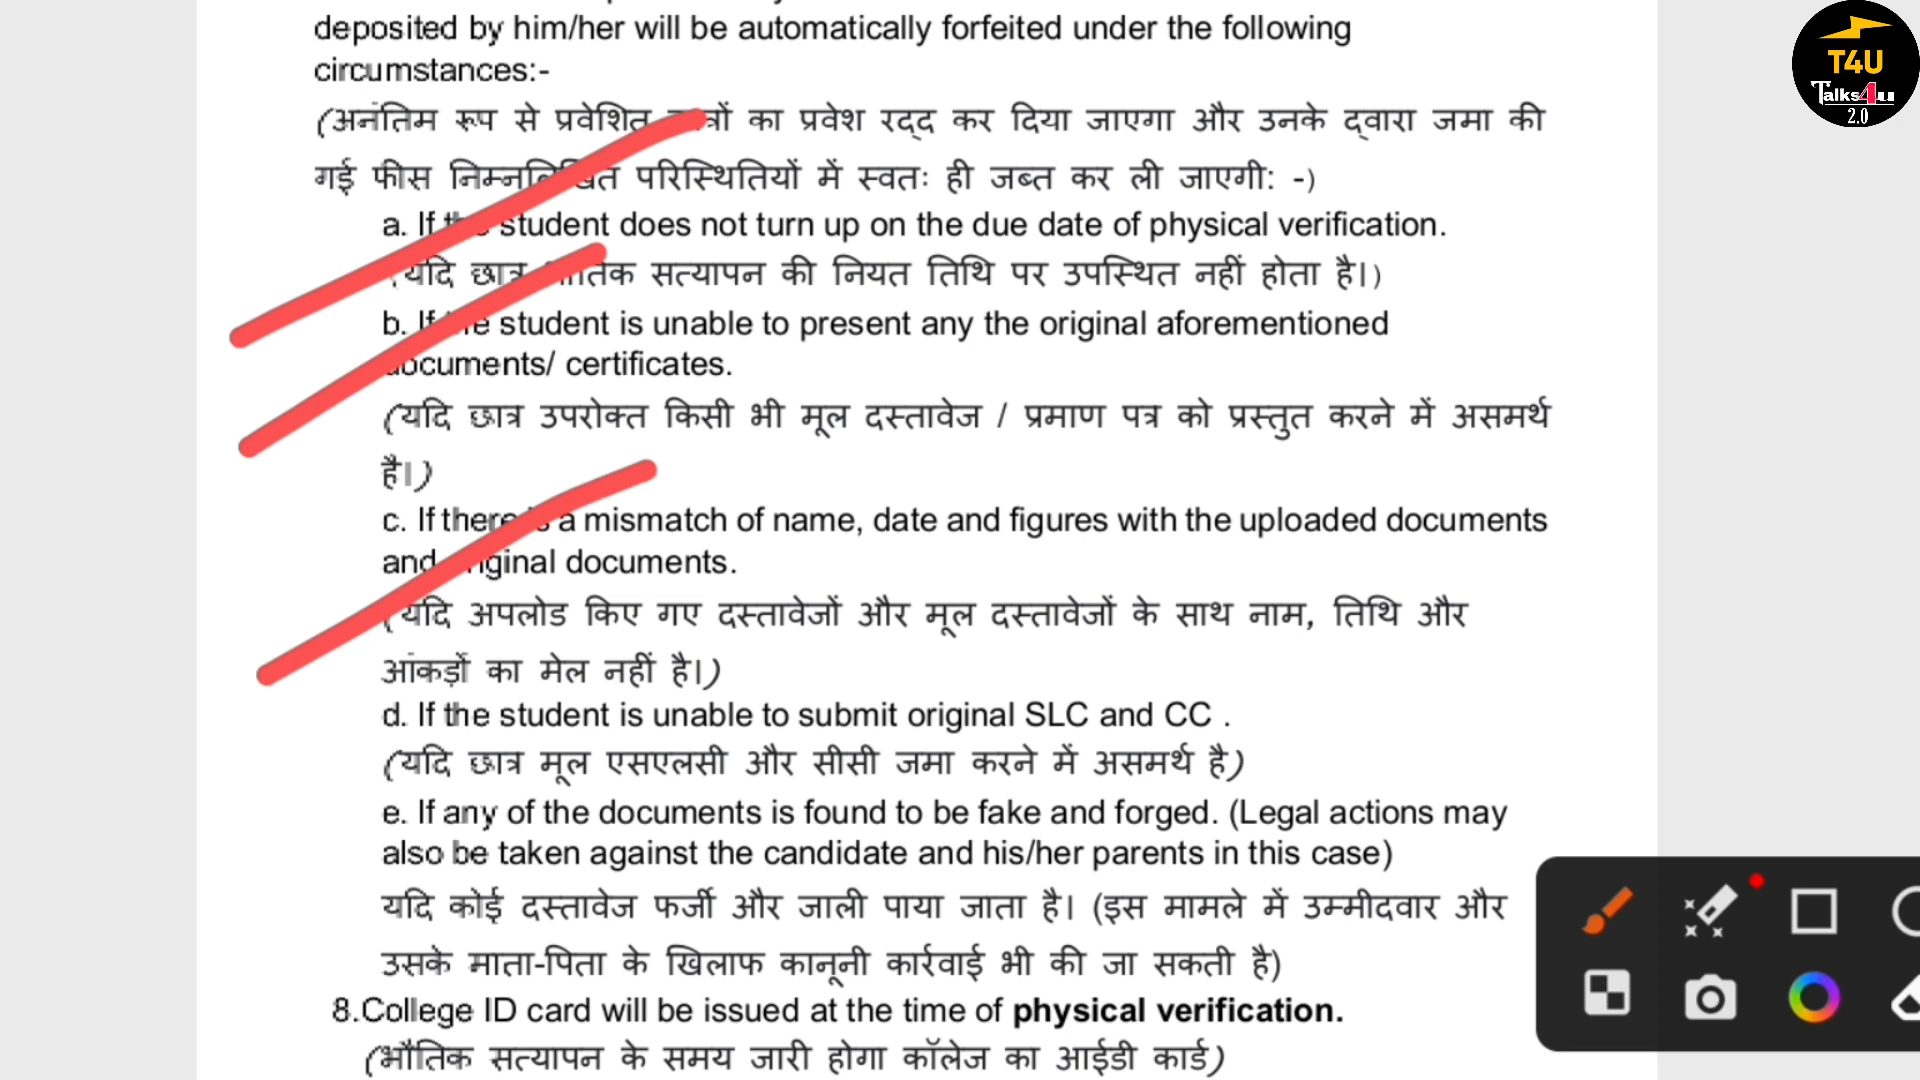 deposited by him/her will be automatically forfeited under the following
circumstances:-
(अनंतिम रूप से प्रवेशित का प्रवेश रद्द कर दिया जाएगा और उनके द्वारा जमा की
गई फीस परिस्थितियों में स्वतः ही जब्त कर ली जाएगी: -)
a. If the student does not turn up on the due date of physical verification.
यदि छात्र सत्यापन की नियत तिथि पर उपस्थित नहीं होता है।)
b. If the student is unable to present any the original aforementioned
documents/ certificates.
(यदि छात्र उपरोक्त किसी भी मूल दस्तावेज / प्रमाण पत्र को प्रस्तुत करने में असमर्थ
है।)
c. If there is a mismatch of name, date and figures with the uploaded documents
and original documents.
(यदि अपलोड किए गए दस्तावेजों और मूल दस्तावेजों के साथ नाम, तिथि और
आंकड़ों का मेल नहीं है।)
d. If the student is unable to submit original SLC and CC .
(यदि छात्र मूल एसएलसी और सीसी जमा करने में असमर्थ है)
e. If any of the documents is found to be fake and forged. (Legal actions may
also be taken against the candidate and his/her parents in this case)
यदि कोई दस्तावेज फर्जी और जाली पाया जाता है। (इस मामले में उम्मीदवार और
उसके माता-पिता के खिलाफ कानूनी कार्रवाई भी की जा सकती है)
8.College ID card will be issued at the time of physical verification.
(भौतिक सत्यापन के समय जारी होगा कॉलेज का आईडी कार्ड)
T4U
Talks4u
2.0